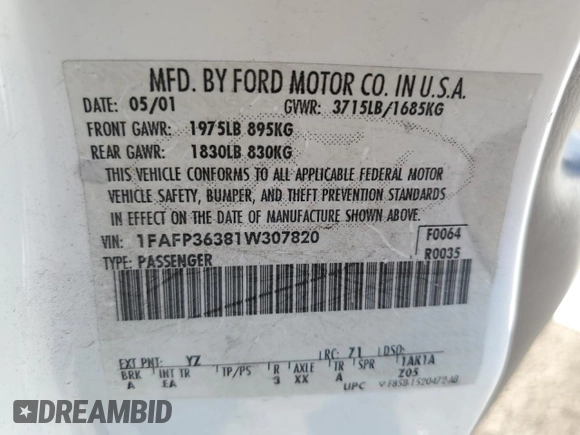 MFD. BY FORD MOTOR CO. IN U.S.A.
DATE: 05/01 GVWR: 3715LB/1685KG
FRONT GAWR: 1975LB 895KG
REAR GAWR: 1830LB 830KG
THIS VEHICLE CONFORMS TO ALL APPLICABLE FEDERAL MOTOR
VEHICLE SAFETY, BUMPER, AND THEFT PREVENTION STANDARDS
IN EFFECT ON THE DATE OF MANUFACTURE SHOWN ABOVE.
VIN: 1FAFP36381W307820 F0064
TYPE: PASSENGER R0035
EXT PNT: YZ RC: 71 DSO:
BRK INT TR TP/PS R AXLE TR SPR 1AK1A
A EA 3 XX A Z05
UPC
DREAMBID